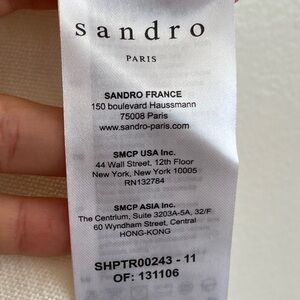 sandro
PARIS
SANDRO FRANCE
150 boulevard Haussmann
75008 Paris
www.sandro-paris.com
SMCP USA Inc.
44 Wall Street, 12th Floor
New York, New York 10005
RN132784
SMCP ASIA Inc.
The Centrium, Suite 3203A-5A, 32/F
60 Wyndham Street, Central
HONG-KONG
SHPTR00243 - 11
OF: 131106